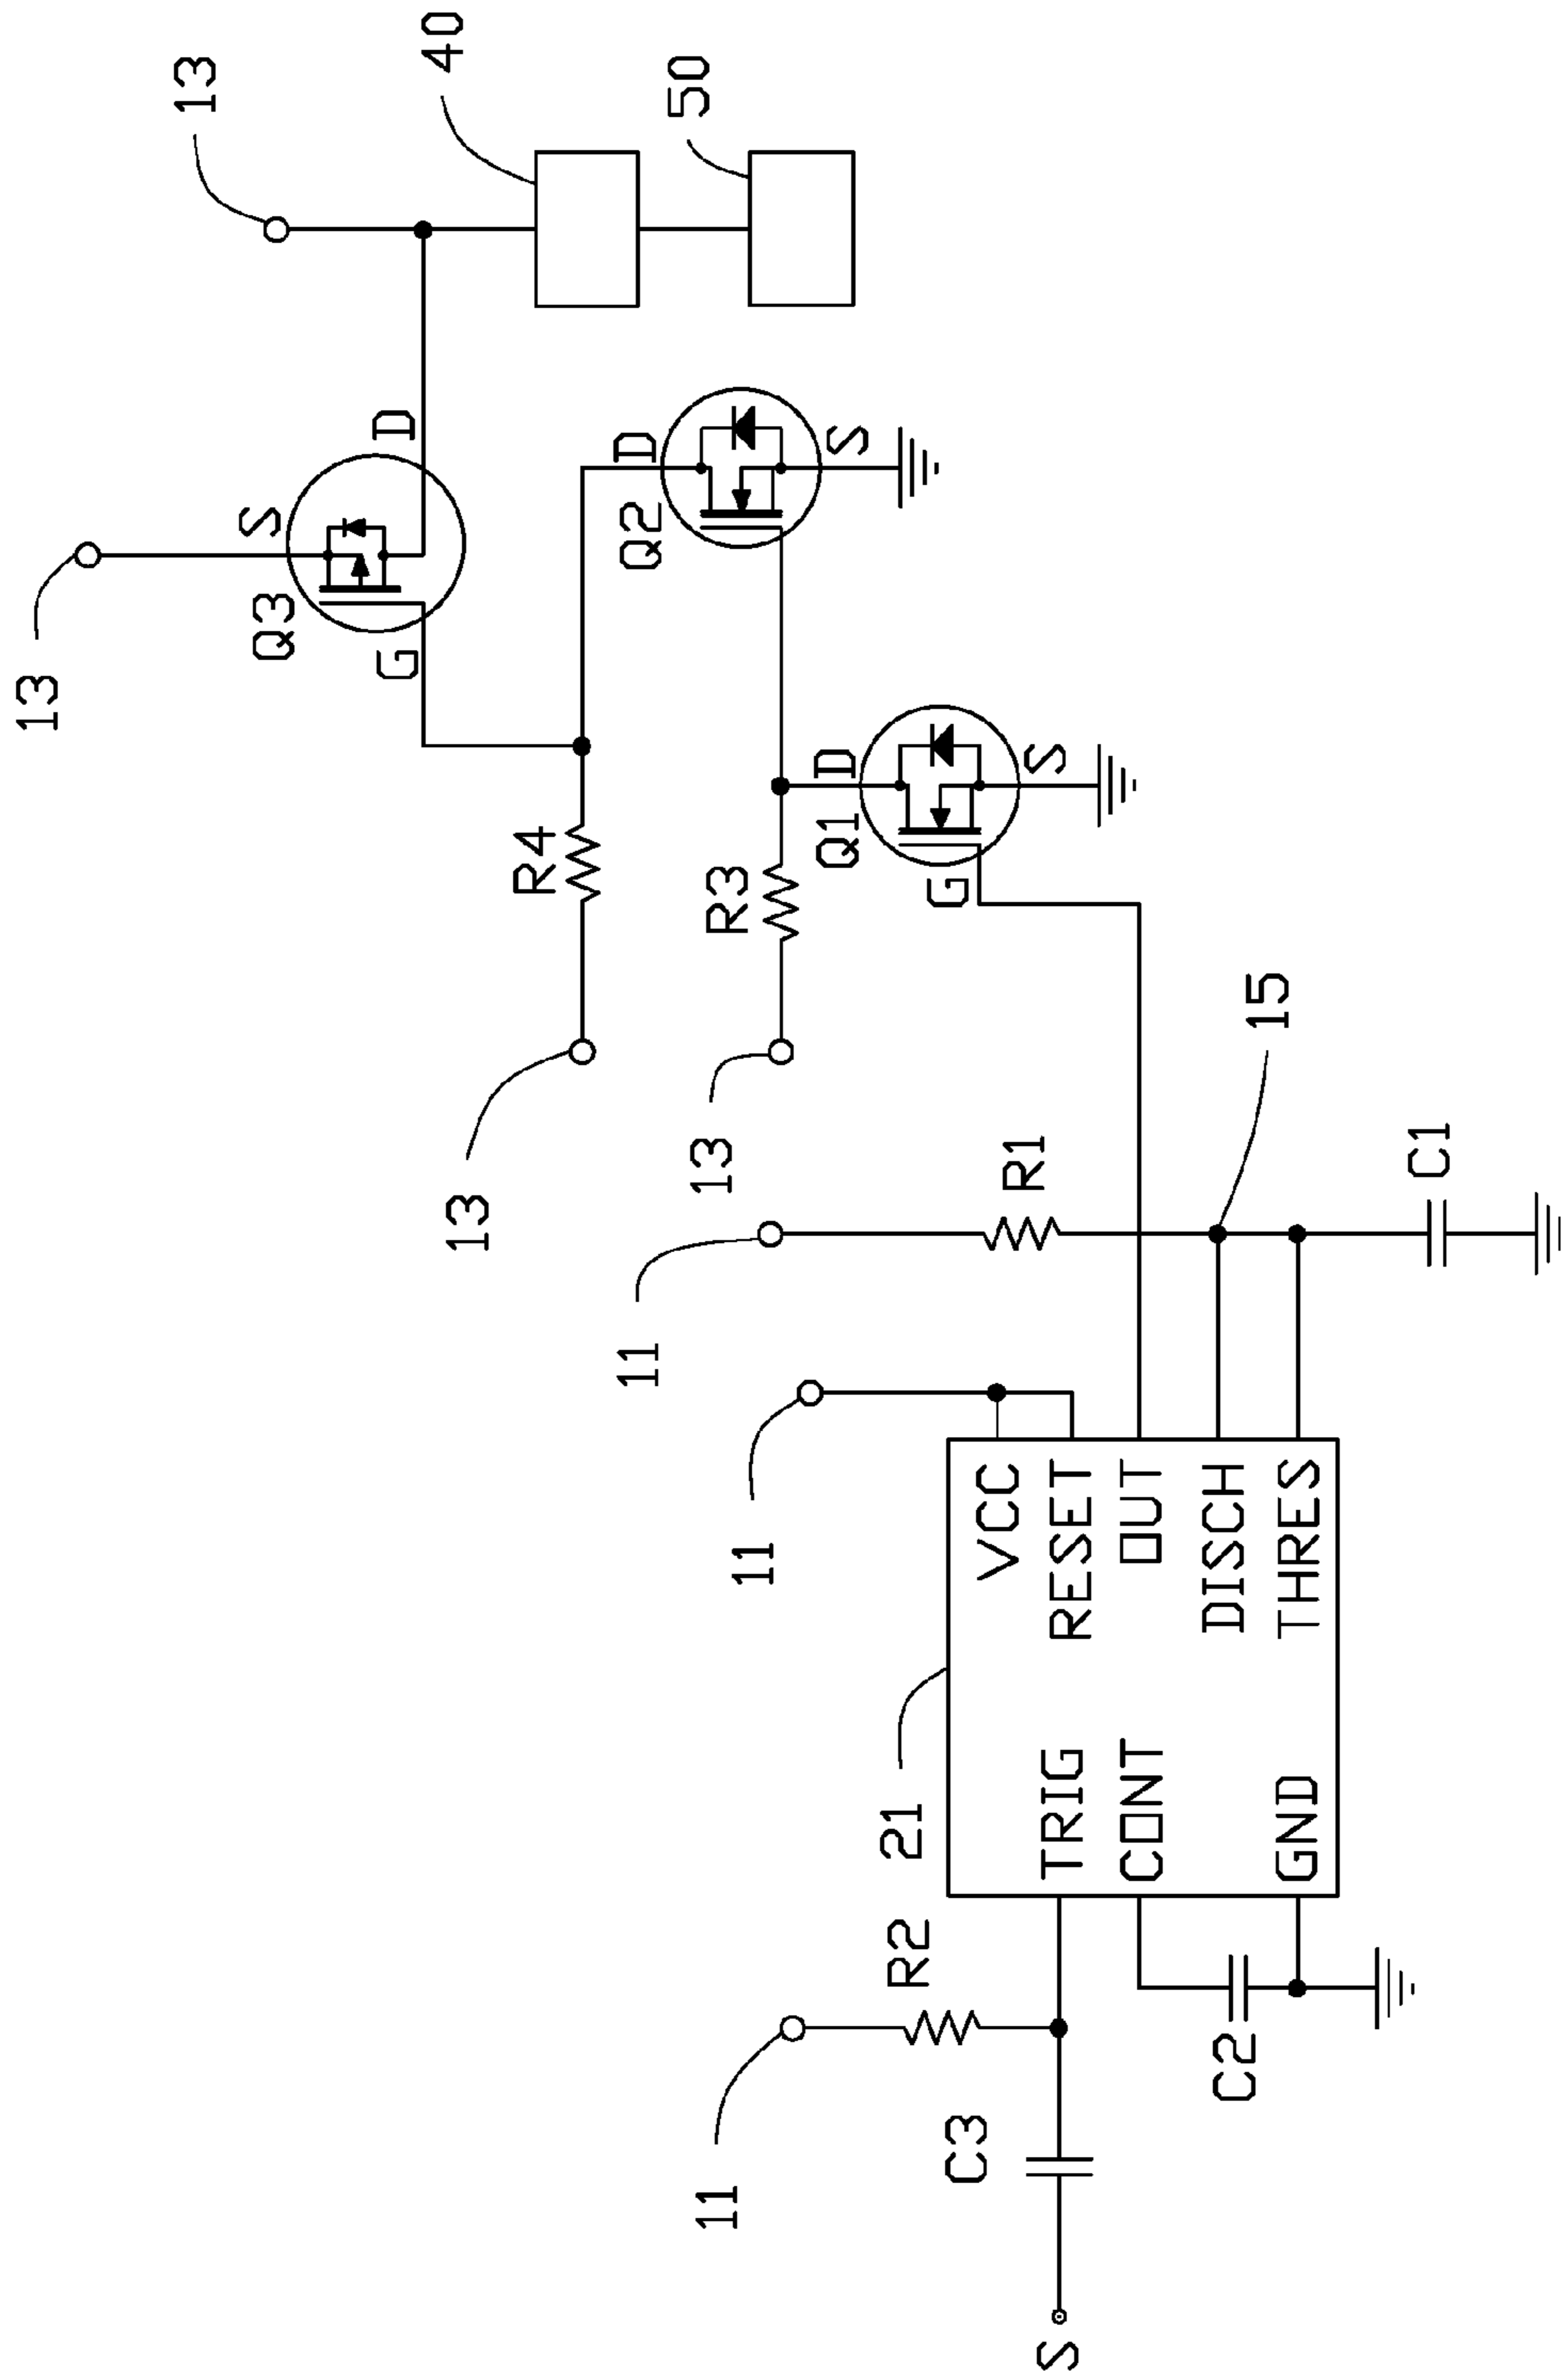 13
13
40
S
Q3
D
G
50
13
R4
D
Q2
S
13
R3
D
Q1
G
S
11
R1
15
C1
11
21
VCC
RESET
OUT
DISCH
THRES
TRIG
CONT
GND
11
R2
C3
C2
S